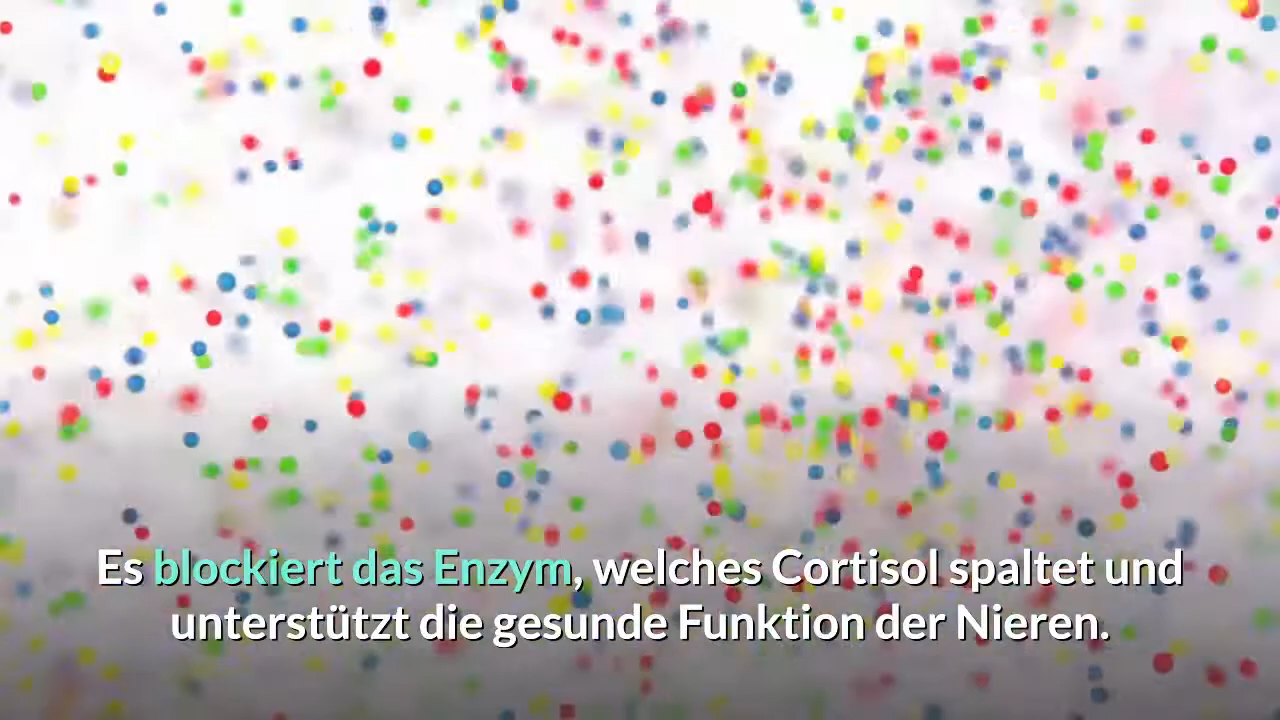 Es blockiert das Enzym, welches Cortisol spaltet und
unterstützt die gesunde Funktion der Nieren.